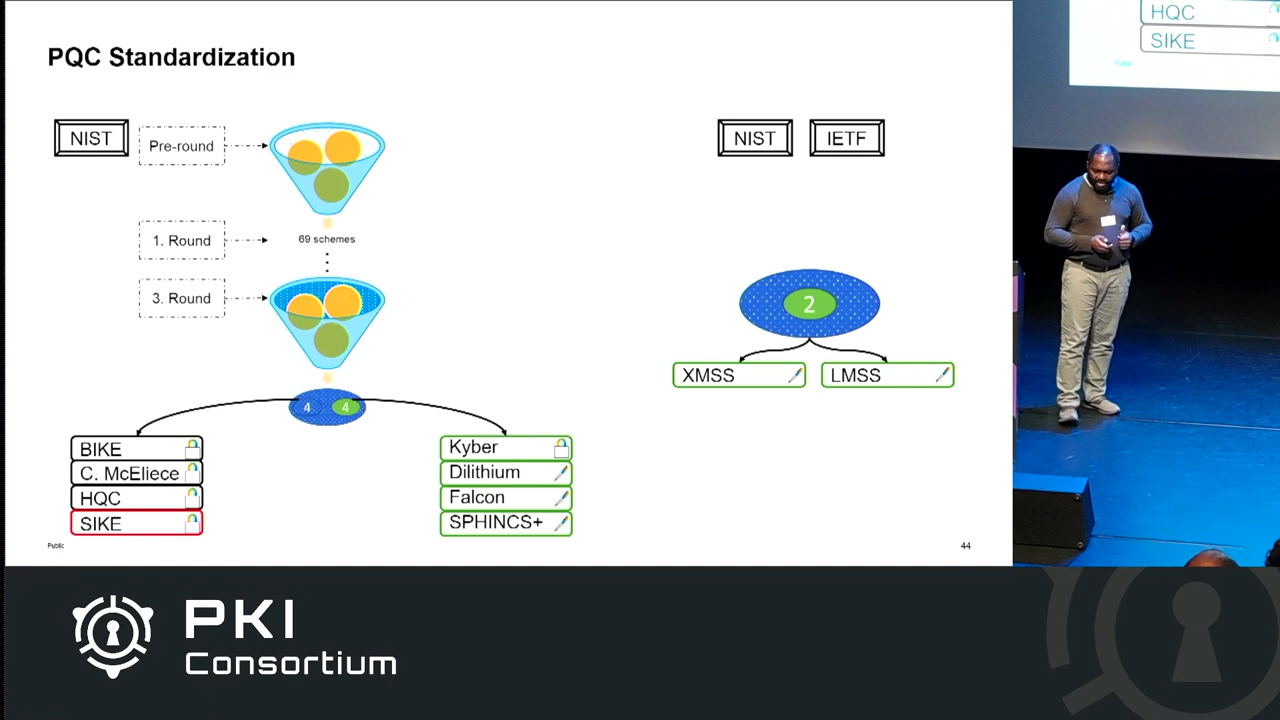 PQC Standardization
NIST
Pre-round
1. Round
69 schemes
3. Round
4
4
BIKE
C. McEliece
HQC
SIKE
Kyber
Dilithium
Falcon
SPHINCS+
NIST
IETF
2
XMSS
LMSS
Public
44
HQC
SIKE
Public
PKI
Consortium